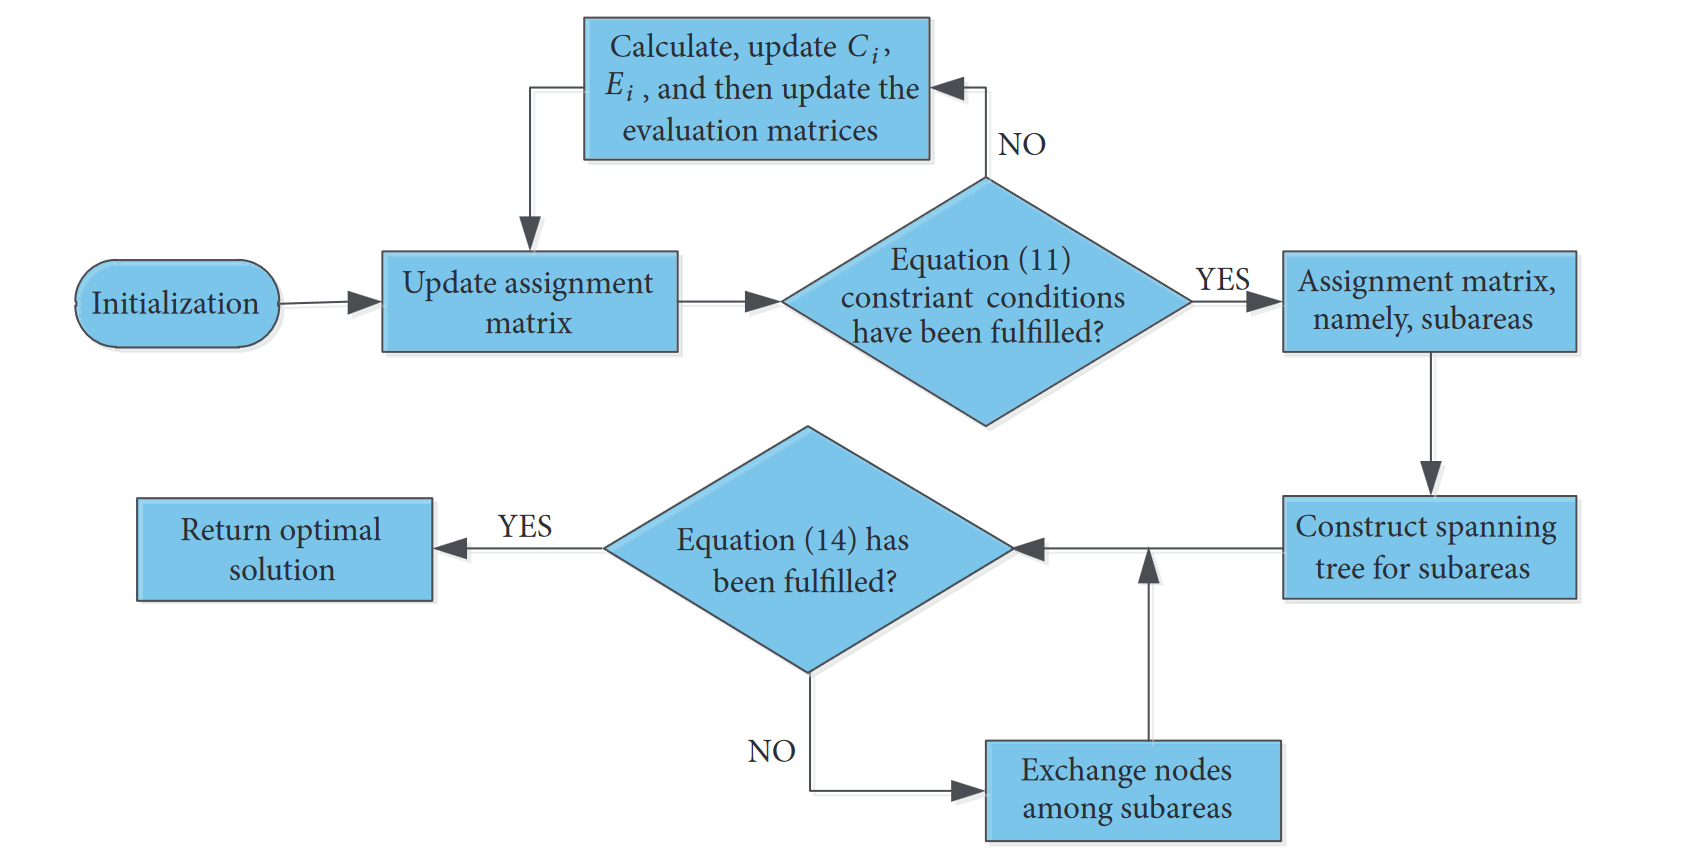 Calculate, update C_i,
E_i, and then update the
evaluation matrices
NO
Initialization
Update assignment
matrix
Equation (11)
constriant conditions
have been fulfilled?
YES
Assignment matrix,
namely, subareas
Return optimal
solution
YES
Equation (14) has
been fulfilled?
Construct spanning
tree for subareas
NO
Exchange nodes
among subareas